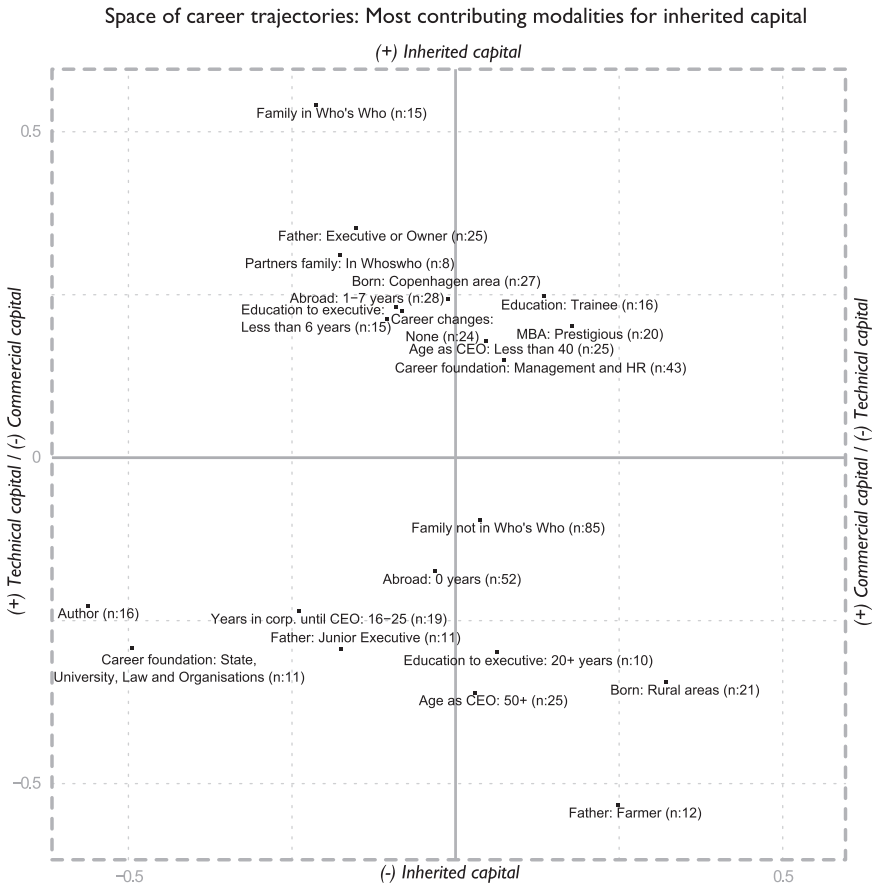 Space of career trajectories: Most contributing modalities for inherited capital
(+) Inherited capital
Family in Who's Who (n:15)
0.5
Father: Executive or Owner (n:25)
Partners family: In Whoswho (n:8)
Born: Copenhagen area (n:27)
Abroad: 1−7 years (n:28)
Education: Trainee (n:16)
Education to executive:
Less than 6 years (n:15)
Career changes:
None (n:24)
MBA: Prestigious (n:20)
Age as CEO: Less than 40 (n:25)
Career foundation: Management and HR (n:43)
(+) Technical capital / (-) Commercial capital
(+) Commercial capital / (-) Technical capital
0
Family not in Who's Who (n:85)
Abroad: 0 years (n:52)
Author (n:16)
Years in corp. until CEO: 16−25 (n:19)
Father: Junior Executive (n:11)
Career foundation: State,
University, Law and Organisations (n:11)
Education to executive: 20+ years (n:10)
Born: Rural areas (n:21)
Age as CEO: 50+ (n:25)
−0.5
Father: Farmer (n:12)
−0.5
(-) Inherited capital
0.5